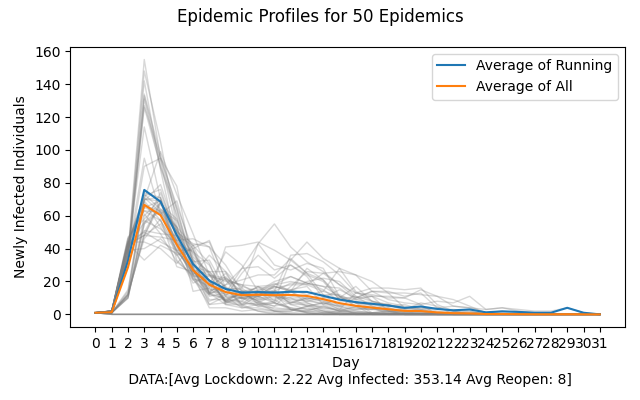 Epidemic Profiles for 50 Epidemics
160
140
120
100
80
60
40
20
0
Newly Infected Individuals
Average of Running
Average of All
0 1 2 3 4 5 6 7 8 9 10 11 12 13 14 15 16 17 18 19 20 21 22 23 24 25 26 27 28 29 30 31
Day
DATA:[Avg Lockdown: 2.22 Avg Infected: 353.14 Avg Reopen: 8]